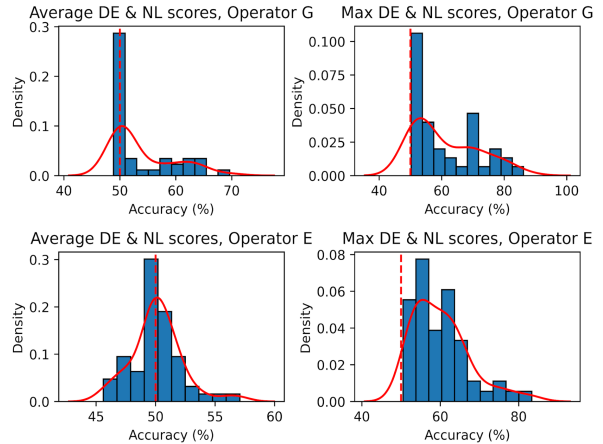 Average DE & NL scores, Operator G
Density
0.3
0.1
0.0
40 50 60 70
Accuracy (%)
Max DE & NL scores, Operator G
Density
0.100
0.075
0.050
0.025
0.000
40 60 80 100
Accuracy (%)
Average DE & NL scores, Operator E
Density
0.3
0.2
0.1
0.0
45 50 55 60
Accuracy (%)
Max DE & NL scores, Operator E
Density
0.08
0.06
0.04
0.02
0.00
40 60 80
Accuracy (%)